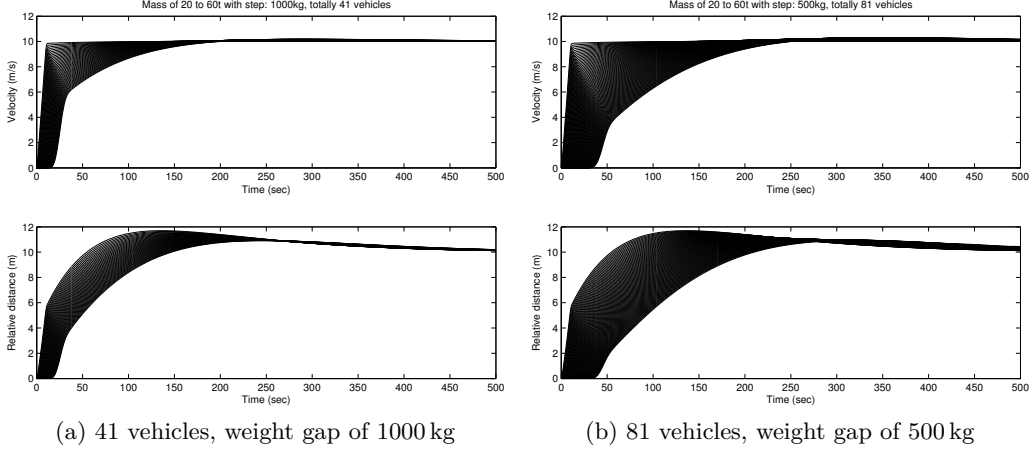 Mass of 20 to 60t with step: 1000kg, totally 41 vehicles
12
10
8
6
4
2
0
Velocity (m/s)
0 50 100 150 200 250 300 350 400 450 500
Time (sec)
12
10
8
6
4
2
0
Relative distance (m)
0 50 100 150 200 250 300 350 400 450 500
Time (sec)
(a) 41 vehicles, weight gap of 1000 kg
Mass of 20 to 60t with step: 500kg, totally 81 vehicles
12
10
8
6
4
2
0
Velocity (m/s)
0 50 100 150 200 250 300 350 400 450 500
Time (sec)
12
10
8
6
4
2
0
Relative distance (m)
0 50 100 150 200 250 300 350 400 450 500
Time (sec)
(b) 81 vehicles, weight gap of 500 kg